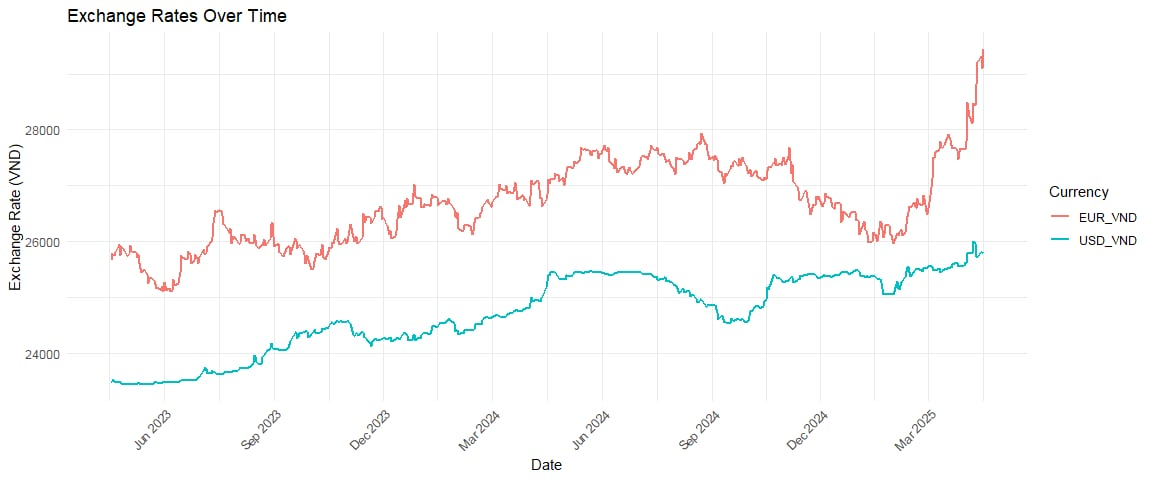 Exchange Rates Over Time
Exchange Rate (VND)
28000
26000
24000
Jun 2023
Sep 2023
Dec 2023
Mar 2024
Jun 2024
Sep 2024
Dec 2024
Mar 2025
Date
Currency
EUR_VND
USD_VND